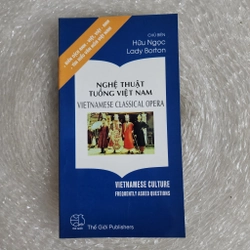 CHỦ BIÊN
Hữu Ngọc
Lady Borton
NGHỆ THUẬT
TUỒNG VIỆT NAM
VIETNAMESE CLASSICAL OPERA
VIETNAMESE CULTURE
FREQUENTLY ASKED QUESTIONS
Thế Giới Publishers